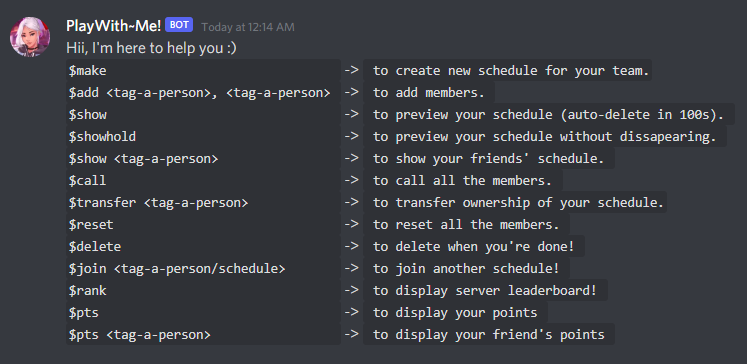 PlayWith~Me! BOT Today at 12:14 AM
Hii, I'm here to help you :)
$make -> to create new schedule for your team.
$add <tag-a-person>, <tag-a-person> -> to add members.
$show -> to preview your schedule (auto-delete in 100s).
$showhold -> to preview your schedule without dissapearing.
$show <tag-a-person> -> to show your friends' schedule.
$call -> to call all the members.
$transfer <tag-a-person> -> to transfer ownership of your schedule.
$reset -> to reset all the members.
$delete -> to delete when you're done!
$join <tag-a-person/schedule> -> to join another schedule!
$rank -> to display server leaderboard!
$pts -> to display your points
$pts <tag-a-person> -> to display your friend's points